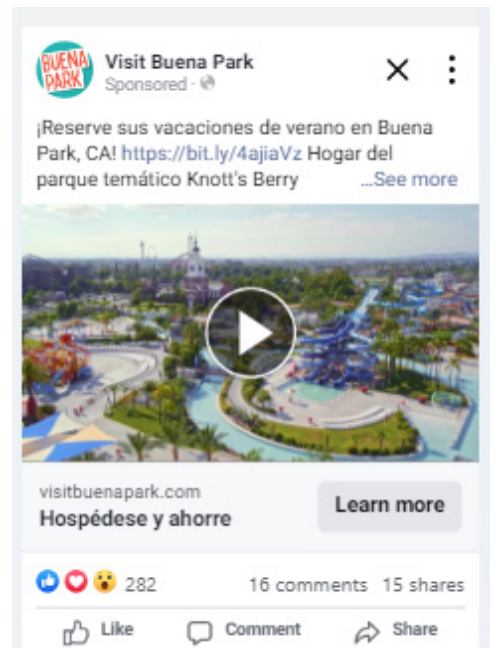 BUENA
PARK
Visit Buena Park
Sponsored ·
¡Reserve sus vacaciones de verano en Buena
Park, CA! https://bit.ly/4ajiaVz Hogar del
parque temático Knott's Berry ...See more
visitbuenapark.com
Hospédese y ahorre
Learn more
282 16 comments 15 shares
Like Comment Share